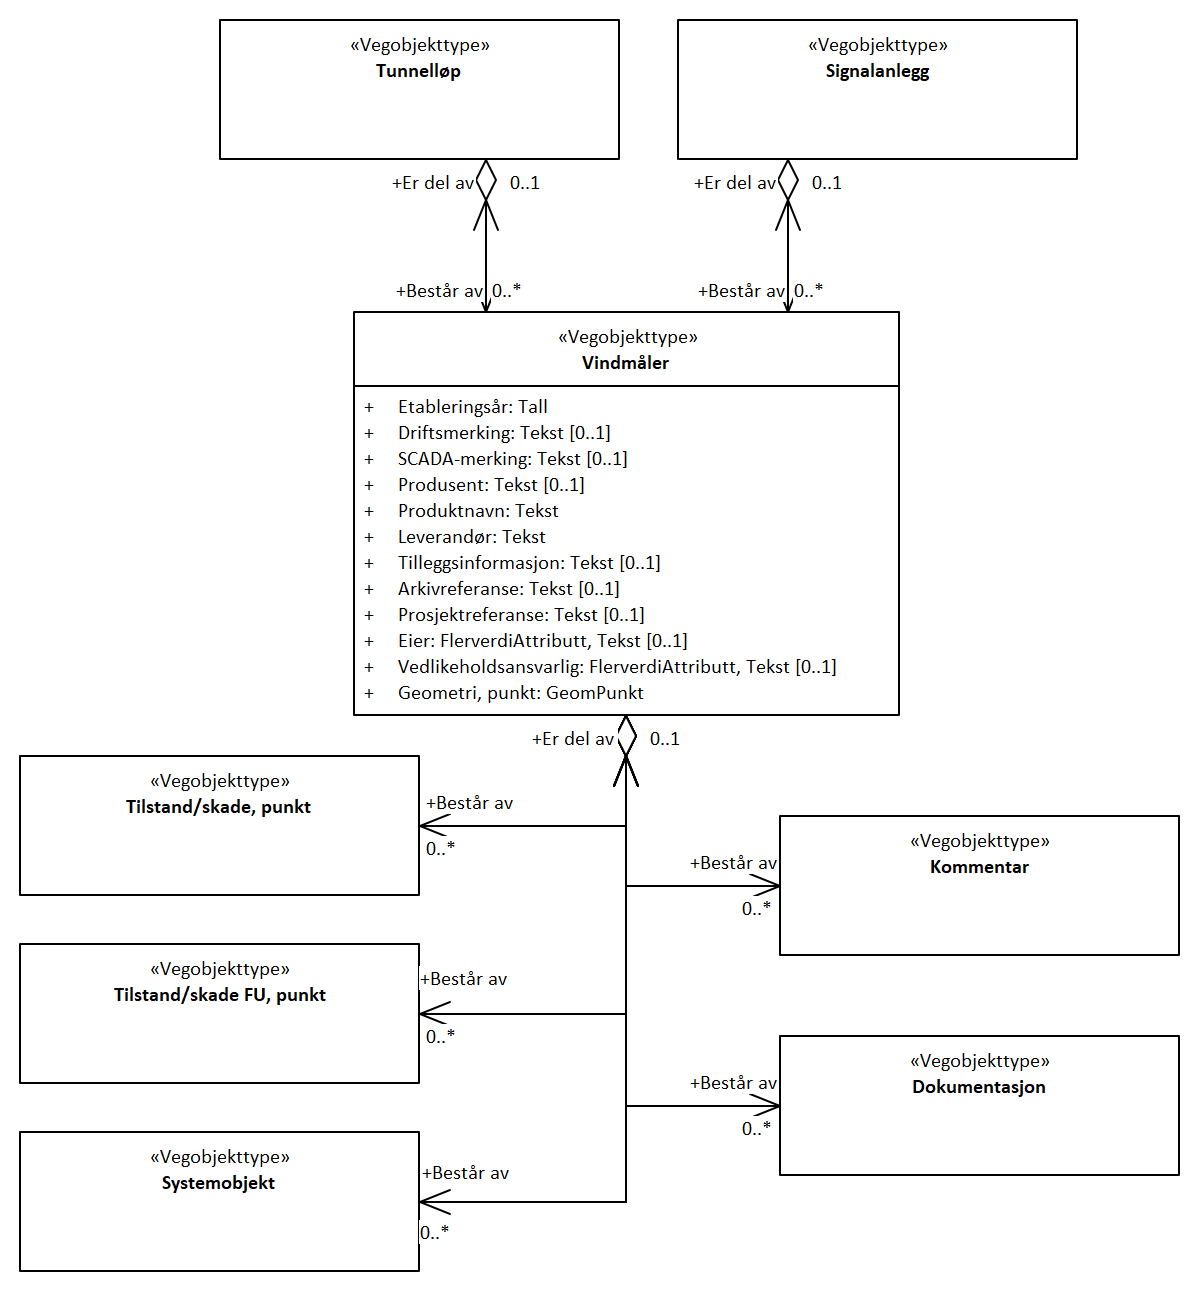 «Vegobjekttype»
Tunnelløp
«Vegobjekttype»
Signalanlegg
+Er del av
0..1
+Er del av
0..1
+Består av
0..*
+Består av
0..*
«Vegobjekttype»
Vindmåler
+ Etableringsår: Tall
+ Driftsmerking: Tekst [0..1]
+ SCADA-merking: Tekst [0..1]
+ Produsent: Tekst [0..1]
+ Produktnavn: Tekst
+ Leverandør: Tekst
+ Tilleggsinformasjon: Tekst [0..1]
+ Arkivreferanse: Tekst [0..1]
+ Prosjektreferanse: Tekst [0..1]
+ Eier: FlerverdiAttributt, Tekst [0..1]
+ Vedlikeholdsansvarlig: FlerverdiAttributt, Tekst [0..1]
+ Geometri, punkt: GeomPunkt
+Er del av
0..1
«Vegobjekttype»
Tilstand/skade, punkt
+Består av
0..*
«Vegobjekttype»
Kommentar
+Består av
0..*
«Vegobjekttype»
Tilstand/skade FU, punkt
+Består av
0..*
«Vegobjekttype»
Dokumentasjon
+Består av
0..*
«Vegobjekttype»
Systemobjekt
+Består av
0..*